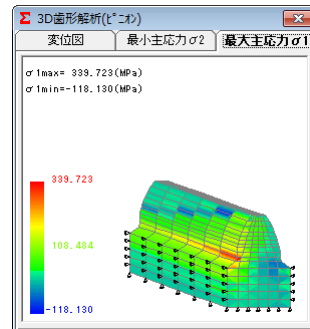 Σ 3D歯形解析(ﾋﾟﾆｵﾝ)
変位図 最小主応力σ2 最大主応力σ1
σ1max= 339.723(MPa)
σ1min=-118.130(MPa)
339.723
108.484
-118.130